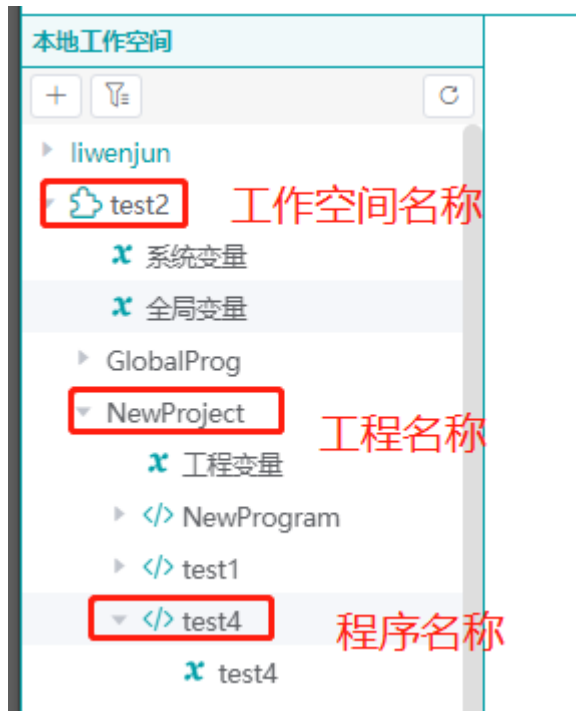 本地工作空间
liwenjun
test2 工作空间名称
x 系统变量
x 全局变量
GlobalProg
NewProject 工程名称
x 工程变量
</> NewProgram
</> test1
</> test4 程序名称
x test4